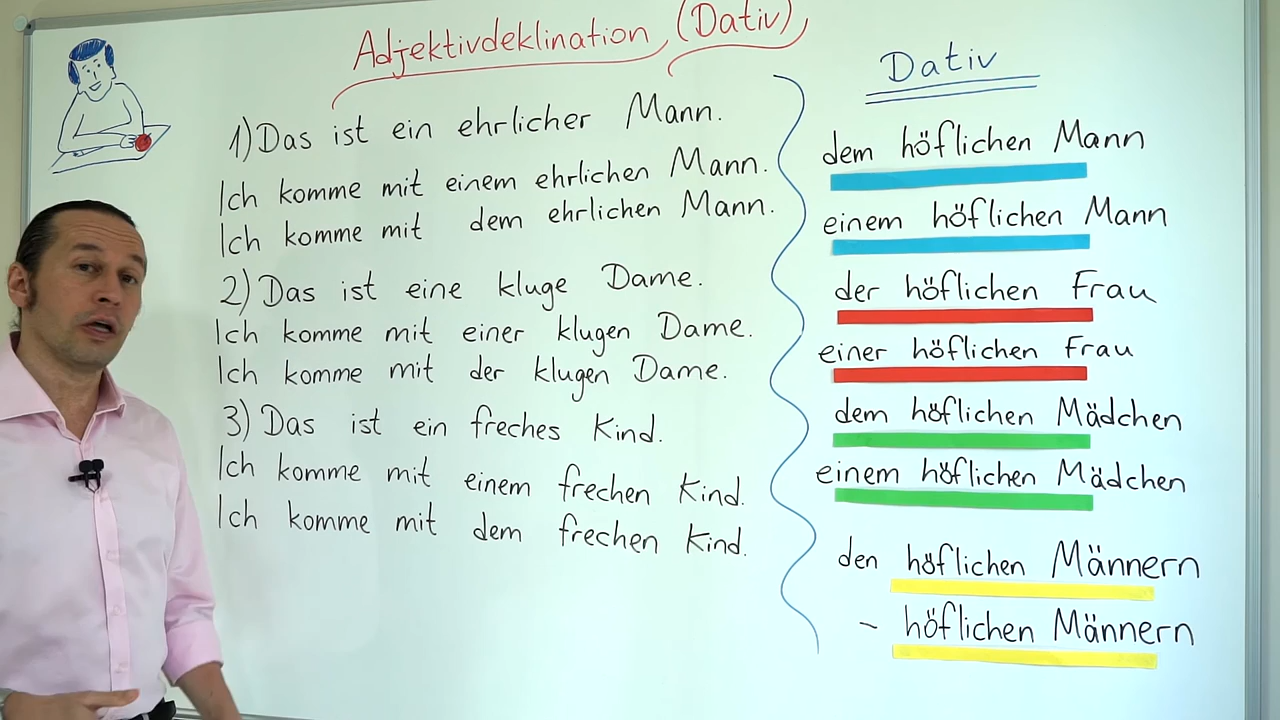 Adjektivdeklination (Dativ)
1) Das ist ein ehrlicher Mann.
Ich komme mit einem ehrlichen Mann.
Ich komme mit dem ehrlichen Mann.
2) Das ist eine kluge Dame.
Ich komme mit einer klugen Dame.
Ich komme mit der klugen Dame.
3) Das ist ein freches Kind.
Ich komme mit einem frechen Kind.
Ich komme mit dem frechen Kind.
Dativ
dem höflichen Mann
einem höflichen Mann
der höflichen Frau
einer höflichen Frau
dem höflichen Mädchen
einem höflichen Mädchen
den höflichen Männern
- höflichen Männern